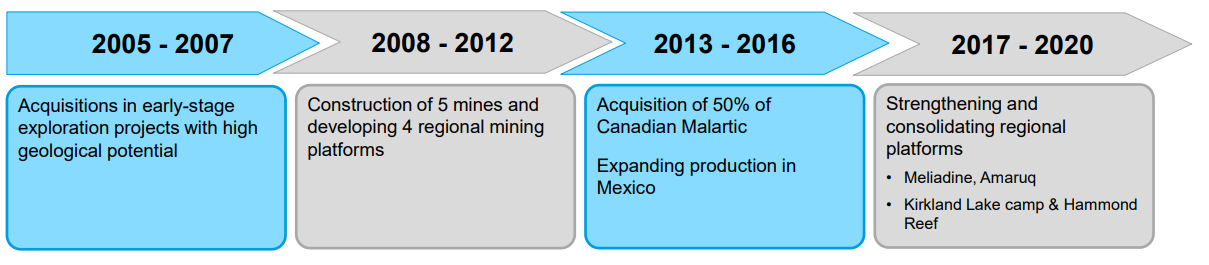 2005 - 2007
2008 - 2012
2013 - 2016
2017 - 2020
Acquisitions in early-stage
exploration projects with high
geological potential
Construction of 5 mines and
developing 4 regional mining
platforms
Acquisition of 50% of
Canadian Malartic
Expanding production in
Mexico
Strengthening and
consolidating regional
platforms
• Meliadine, Amaruq
• Kirkland Lake camp & Hammond
Reef